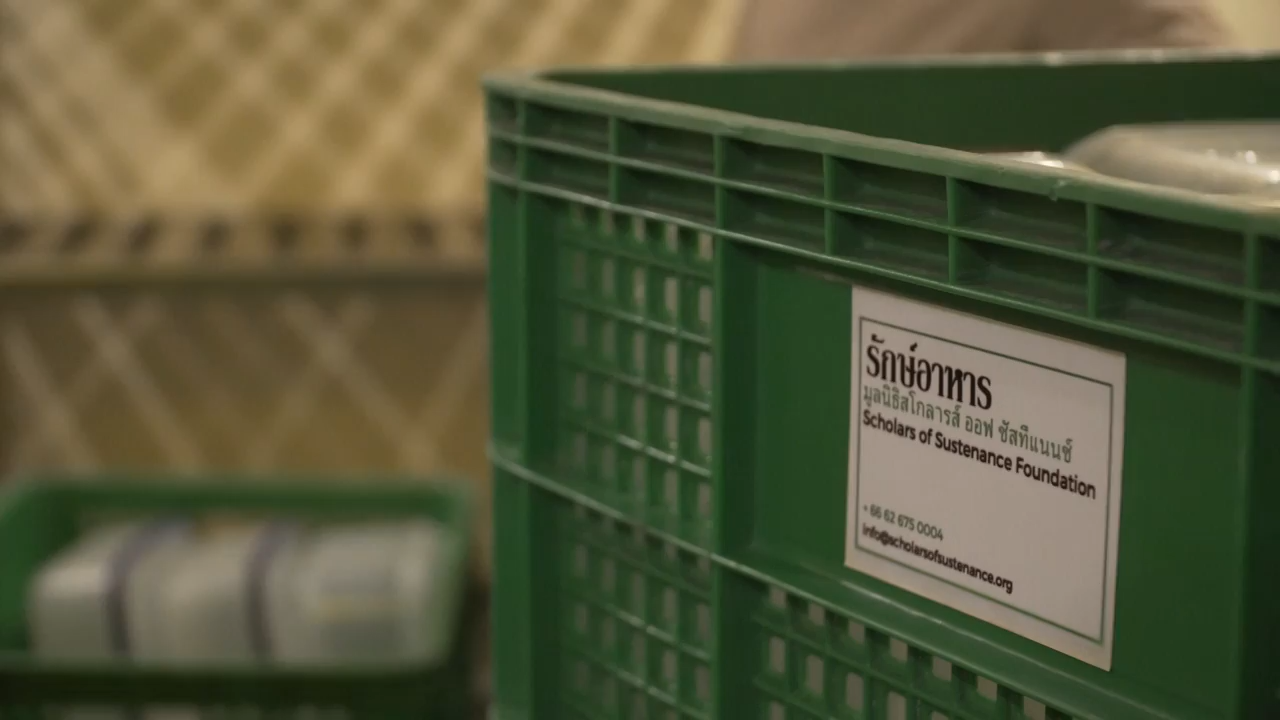 รักษ์อาหาร
มูลนิธิสโกลารส์ ออฟ ซัสทีแนนซ์
Scholars of Sustenance Foundation
+ 66 62 675 0004
info@scholarsofsustenance.org